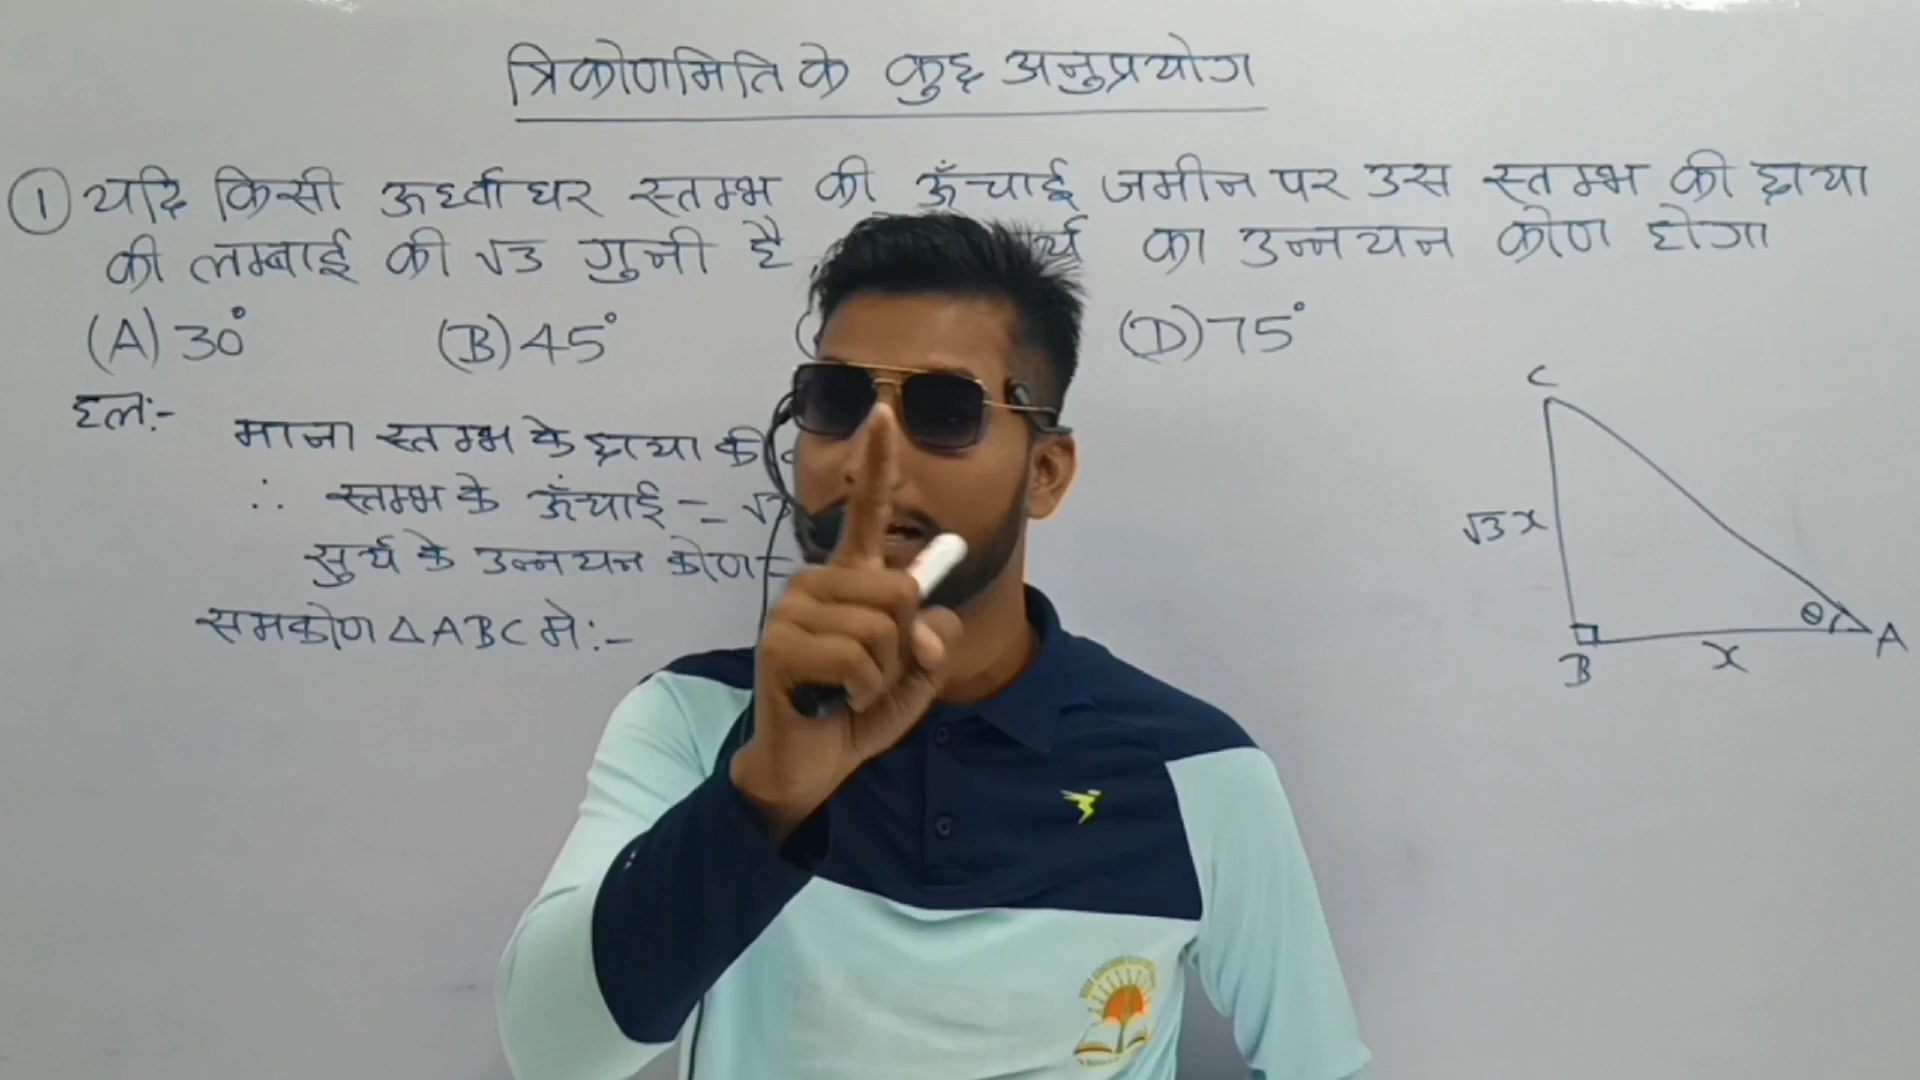 त्रिकोणमिति के कुछ अनुप्रयोग
① यदि किसी ऊर्ध्वाधर स्तम्भ की ऊँचाई जमीन पर उस स्तम्भ की छाया
की लम्बाई की √3 गुनी है, का उन्नयन कोण होगा
(A) 30° (B) 45° (D) 75°
हलः-
माना स्तम्भ के छाया की
∴ स्तम्भ के ऊँचाई = √3
सुर्य के उन्नयन कोण =
समकोण △ABC मे:-
C
√3x
θ
A
B
x